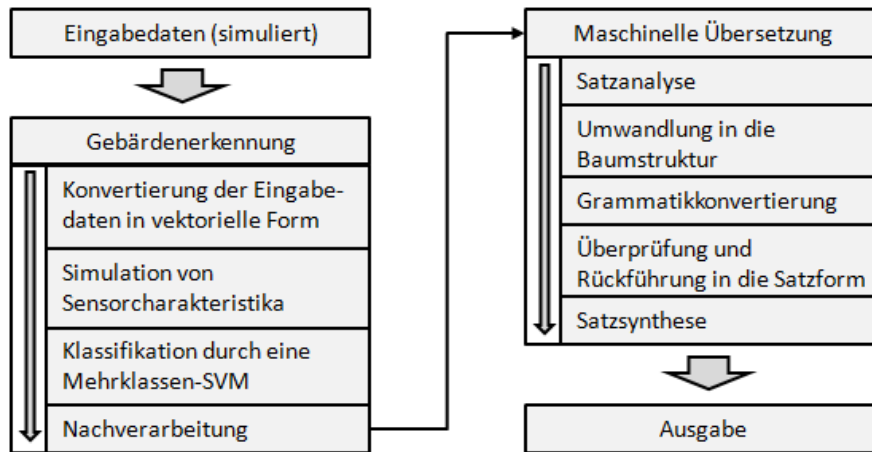 Eingabedaten (simuliert)
Gebärdenerkennung
Konvertierung der Eingabe-
daten in vektorielle Form
Simulation von
Sensorcharakteristika
Klassifikation durch eine
Mehrklassen-SVM
Nachverarbeitung
Maschinelle Übersetzung
Satzanalyse
Umwandlung in die
Baumstruktur
Grammatikkonvertierung
Überprüfung und
Rückführung in die Satzform
Satzsynthese
Ausgabe